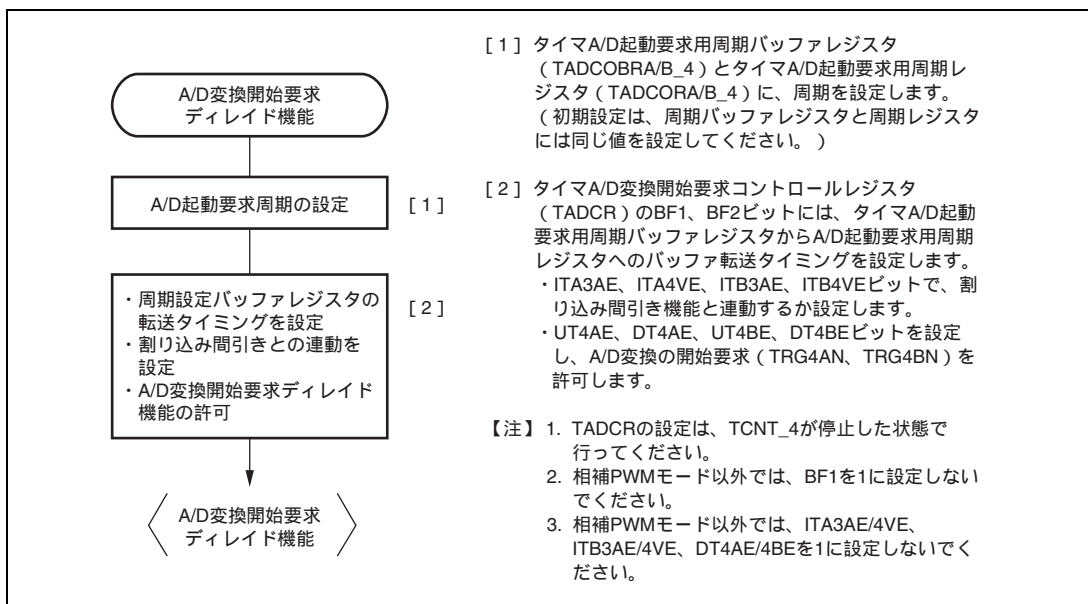 A/D変換開始要求
ディレイド機能
A/D起動要求周期の設定
[1]
・周期設定バッファレジスタの
転送タイミングを設定
・割り込み間引きとの連動を
設定
・A/D変換開始要求ディレイド
機能の許可
[2]
A/D変換開始要求
ディレイド機能
[1] タイマA/D起動要求用周期バッファレジスタ
(TADCOBRA/B_4)とタイマA/D起動要求用周期レ
ジスタ(TADCORA/B_4)に、周期を設定します。
(初期設定は、周期バッファレジスタと周期レジスタ
には同じ値を設定してください。)
[2] タイマA/D変換開始要求コントロールレジスタ
(TADCR)のBF1、BF2ビットには、タイマA/D起動
要求用周期バッファレジスタからA/D起動要求用周期
レジスタへのバッファ転送タイミングを設定します。
・ITA3AE、ITA4VE、ITB3AE、ITB4VEビットで、割
り込み間引き機能と連動するか設定します。
・UT4AE、DT4AE、UT4BE、DT4BEビットを設定
し、A/D変換の開始要求(TRG4AN、TRG4BN)を
許可します。
【注】 1. TADCRの設定は、TCNT_4が停止した状態で
行ってください。
2. 相補PWMモード以外では、BF1を1に設定しない
でください。
3. 相補PWMモード以外では、ITA3AE/4VE、
ITB3AE/4VE、DT4AE/4BEを1に設定しないでく
ださい。